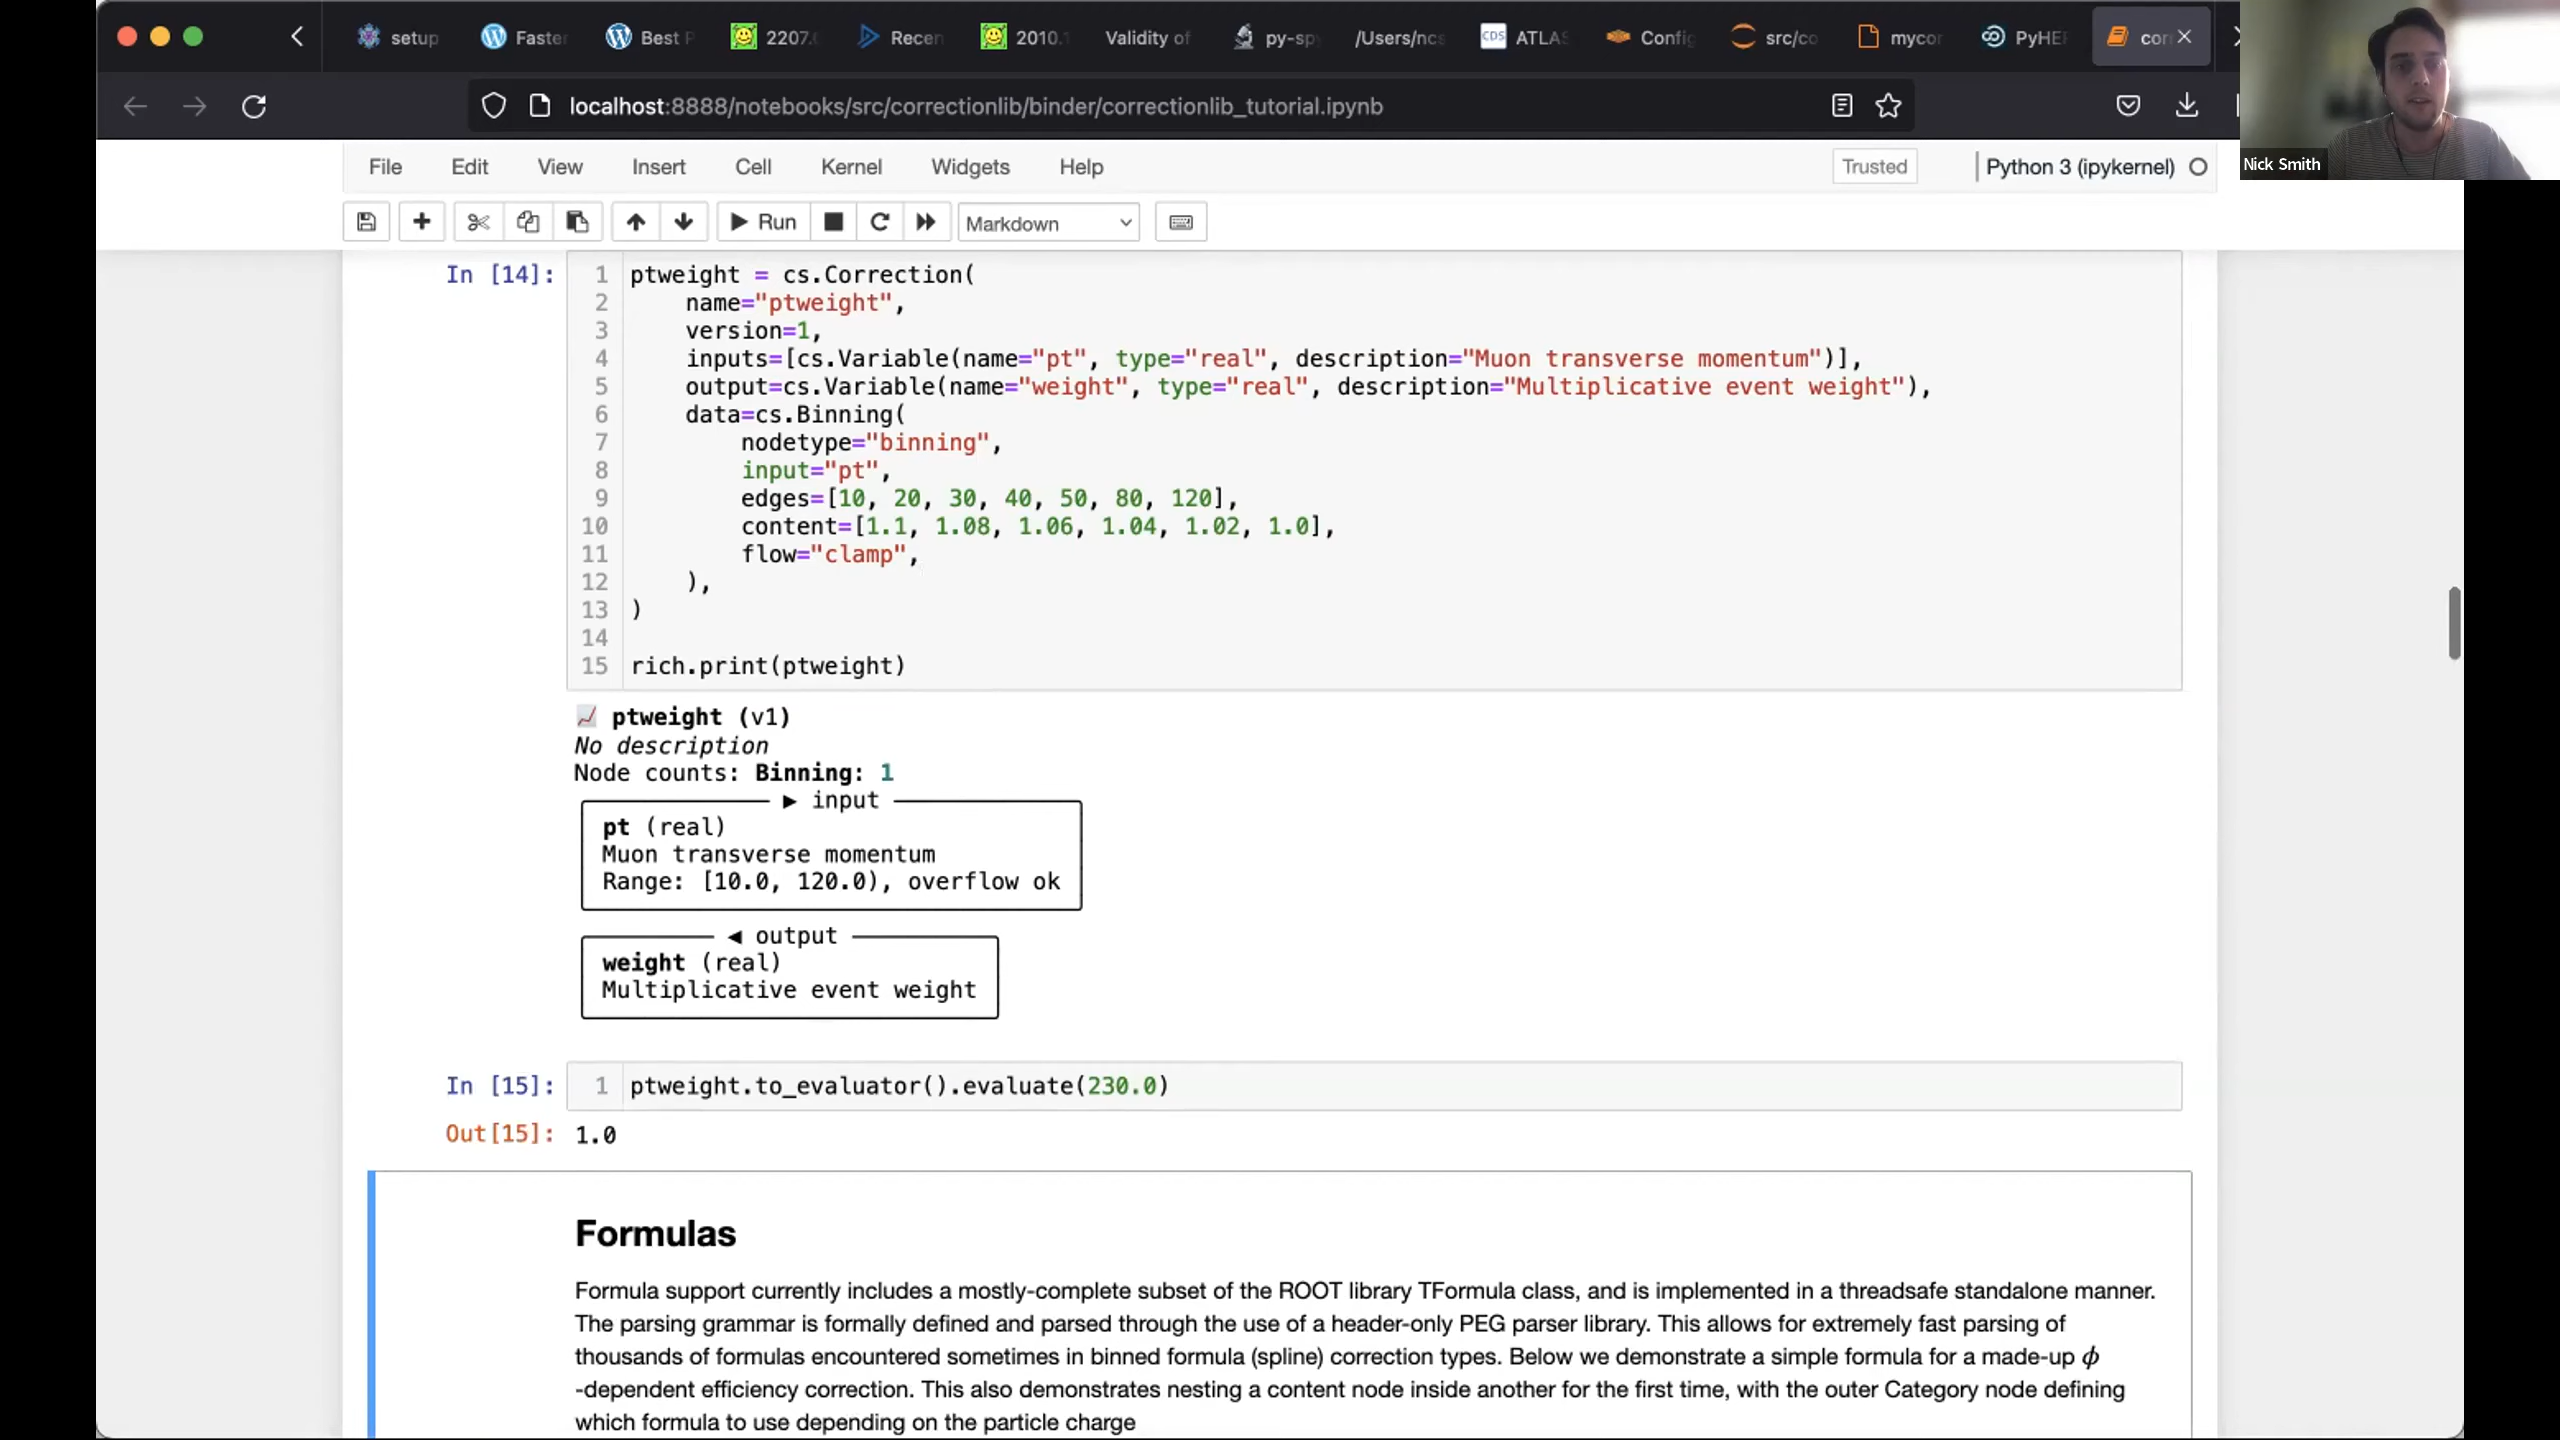 setup
Faste
Best P
2207.
Recen
2010.1
Validity of
py-spy
/Users/ncs
CDS
ATLAS
Config
src/co
mycor
PyHEP
cor
localhost:8888/notebooks/src/correctionlib/binder/correctionlib_tutorial.ipynb
Nick Smith
File Edit View Insert Cell Kernel Widgets Help Trusted Python 3 (ipykernel)
Run Markdown
In [14]:
1 ptweight = cs.Correction(
2 name="ptweight",
3 version=1,
4 inputs=[cs.Variable(name="pt", type="real", description="Muon transverse momentum")],
5 output=cs.Variable(name="weight", type="real", description="Multiplicative event weight"),
6 data=cs.Binning(
7 nodetype="binning",
8 input="pt",
9 edges=[10, 20, 30, 40, 50, 80, 120],
10 content=[1.1, 1.08, 1.06, 1.04, 1.02, 1.0],
11 flow="clamp",
12 ),
13 )
14
15 rich.print(ptweight)
ptweight (v1)
No description
Node counts: Binning: 1
▶ input
pt (real)
Muon transverse momentum
Range: [10.0, 120.0), overflow ok
◀ output
weight (real)
Multiplicative event weight
In [15]: 1 ptweight.to_evaluator().evaluate(230.0)
Out[15]: 1.0
Formulas
Formula support currently includes a mostly-complete subset of the ROOT library TFormula class, and is implemented in a threadsafe standalone manner.
The parsing grammar is formally defined and parsed through the use of a header-only PEG parser library. This allows for extremely fast parsing of
thousands of formulas encountered sometimes in binned formula (spline) correction types. Below we demonstrate a simple formula for a made-up ϕ
-dependent efficiency correction. This also demonstrates nesting a content node inside another for the first time, with the outer Category node defining
which formula to use depending on the particle charge